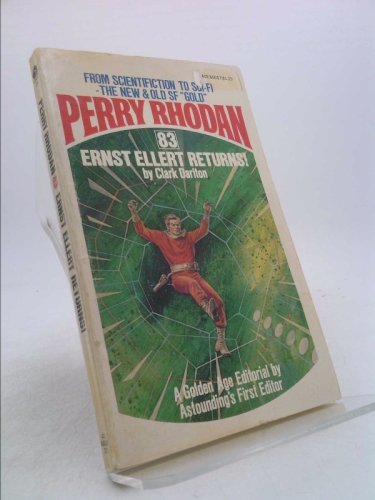 FROM SCIENTIFICTION TO SCI-FI
-THE NEW & OLD SF "GOLD"
PERRY RHODAN
83
ERNST ELLERT RETURNS!
by Clark Darlton
A Golden Age Editorial by
Astounding's First Editor
PERRY RHODAN
ERNST ELLERT RETURNS!